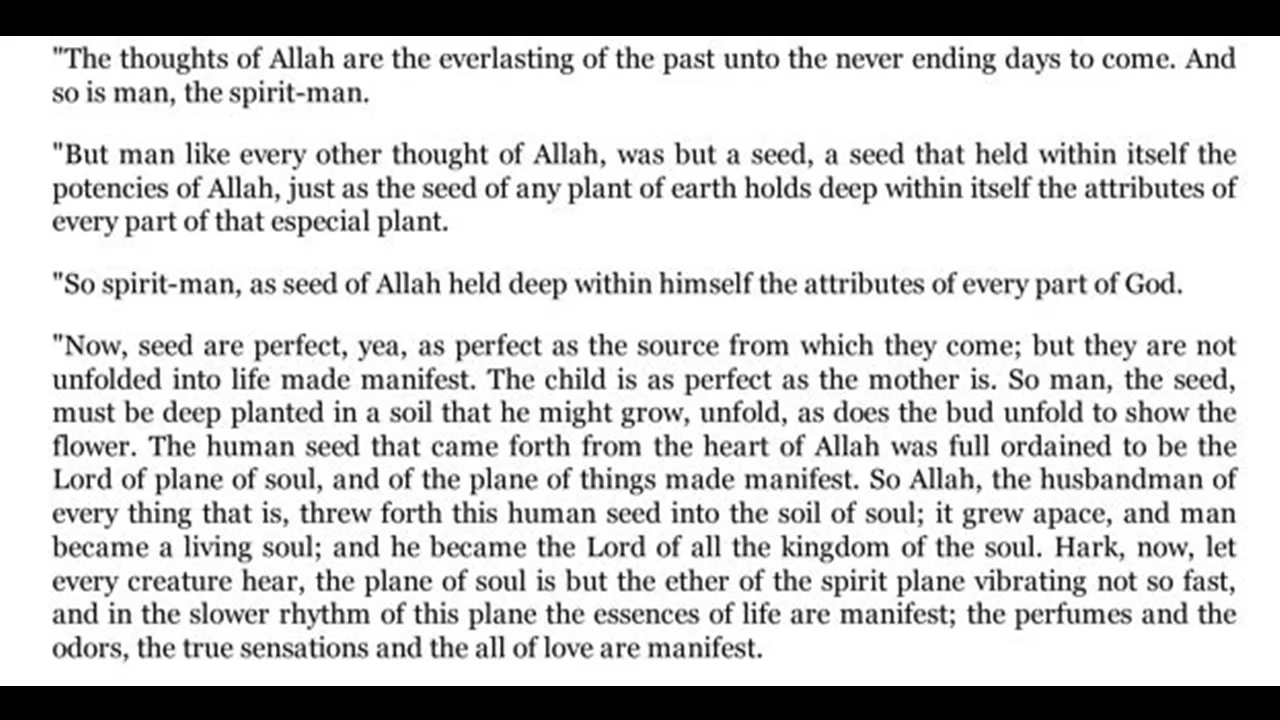 "The thoughts of Allah are the everlasting of the past unto the never ending days to come. And
so is man, the spirit-man.
"But man like every other thought of Allah, was but a seed, a seed that held within itself the
potencies of Allah, just as the seed of any plant of earth holds deep within itself the attributes of
every part of that especial plant.
"So spirit-man, as seed of Allah held deep within himself the attributes of every part of God.
"Now, seed are perfect, yea, as perfect as the source from which they come; but they are not
unfolded into life made manifest. The child is as perfect as the mother is. So man, the seed,
must be deep planted in a soil that he might grow, unfold, as does the bud unfold to show the
flower. The human seed that came forth from the heart of Allah was full ordained to be the
Lord of plane of soul, and of the plane of things made manifest. So Allah, the husbandman of
every thing that is, threw forth this human seed into the soil of soul; it grew apace, and man
became a living soul; and he became the Lord of all the kingdom of the soul. Hark, now, let
every creature hear, the plane of soul is but the ether of the spirit plane vibrating not so fast,
and in the slower rhythm of this plane the essences of life are manifest; the perfumes and the
odors, the true sensations and the all of love are manifest.